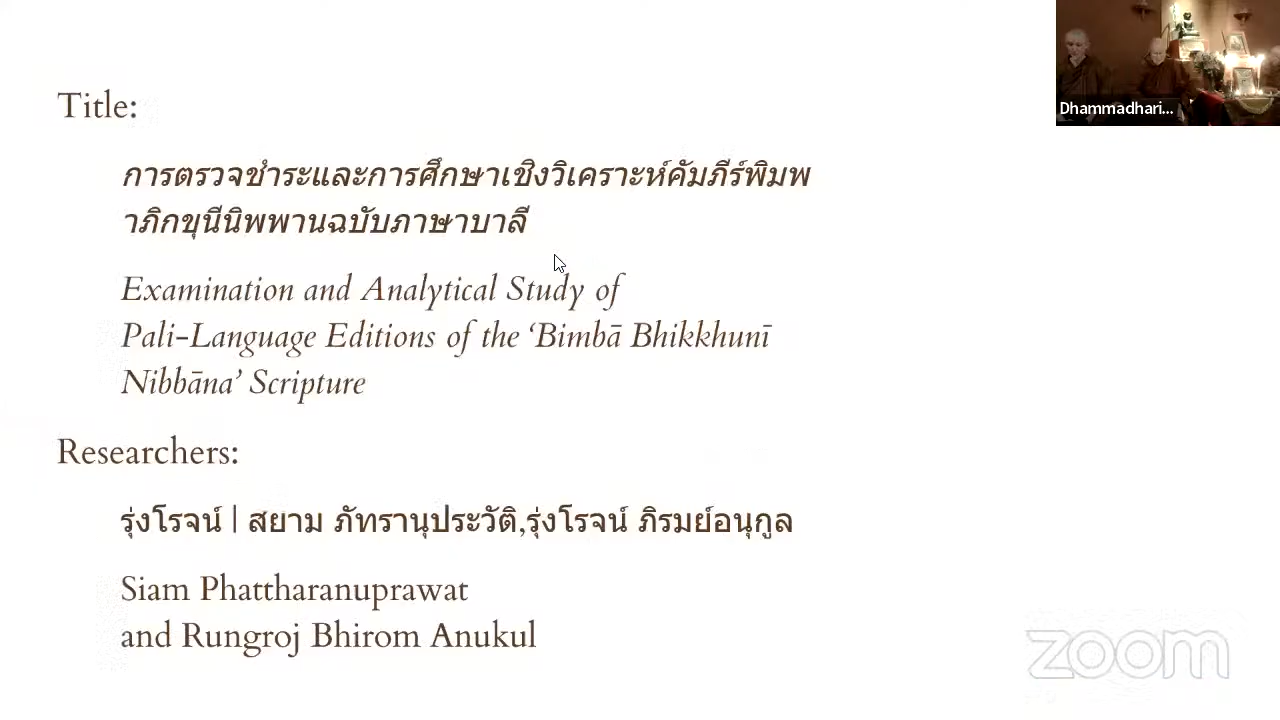 Title:
การตรวจชำระและการศึกษาเชิงวิเคราะห์คัมภีร์พิมพ
าภิกขุนีนิพพานฉบับภาษาบาลี
Examination and Analytical Study of
Pali-Language Editions of the ‘Bimbā Bhikkhunī
Nibbāna’ Scripture
Researchers:
รุ่งโรจน์ | สยาม ภัทรานุประวัติ,รุ่งโรจน์ ภิรมย์อนุกูล
Siam Phattharanuprawat
and Rungroj Bhirom Anukul
Dhammadhari...
zoom